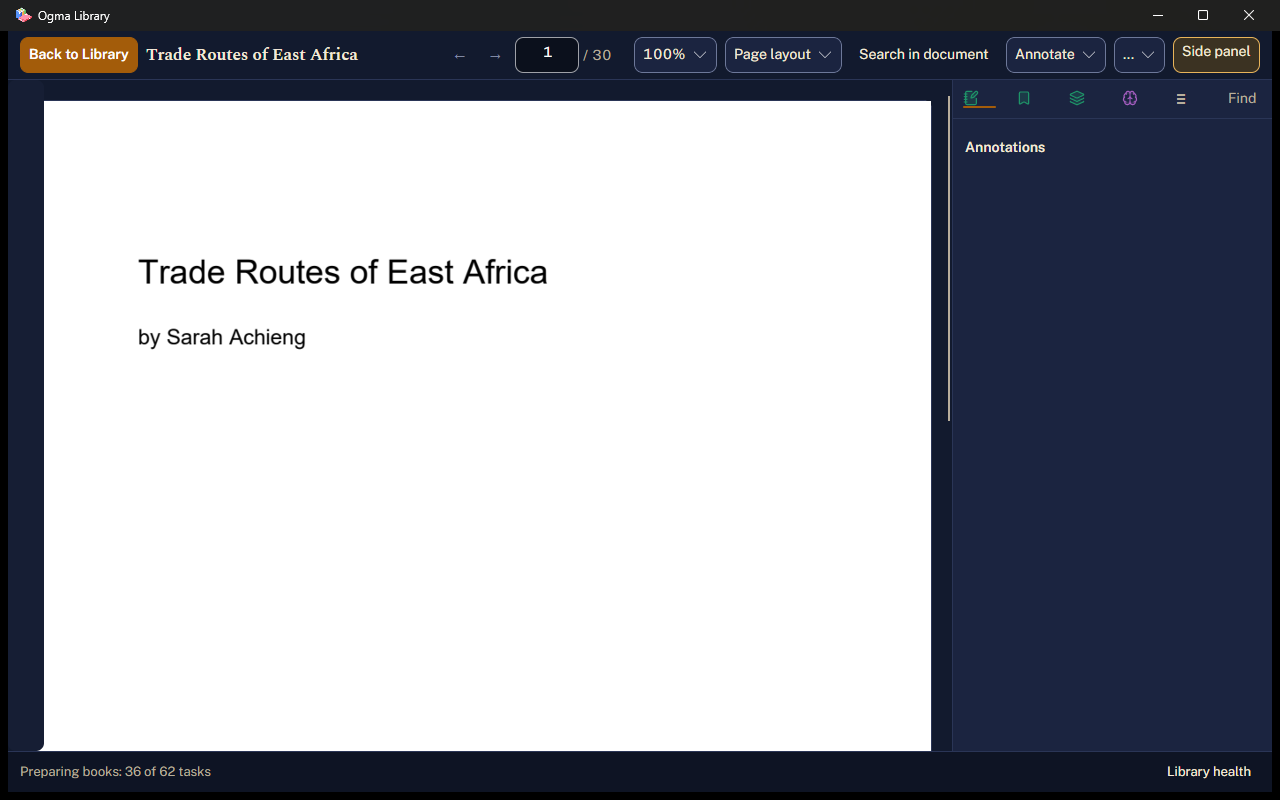 Ogma Library
Back to Library Trade Routes of East Africa ← → 1 / 30 100% Page layout Search in document Annotate ... Side panel
Find
Annotations
Trade Routes of East Africa
by Sarah Achieng
Preparing books: 36 of 62 tasks Library health